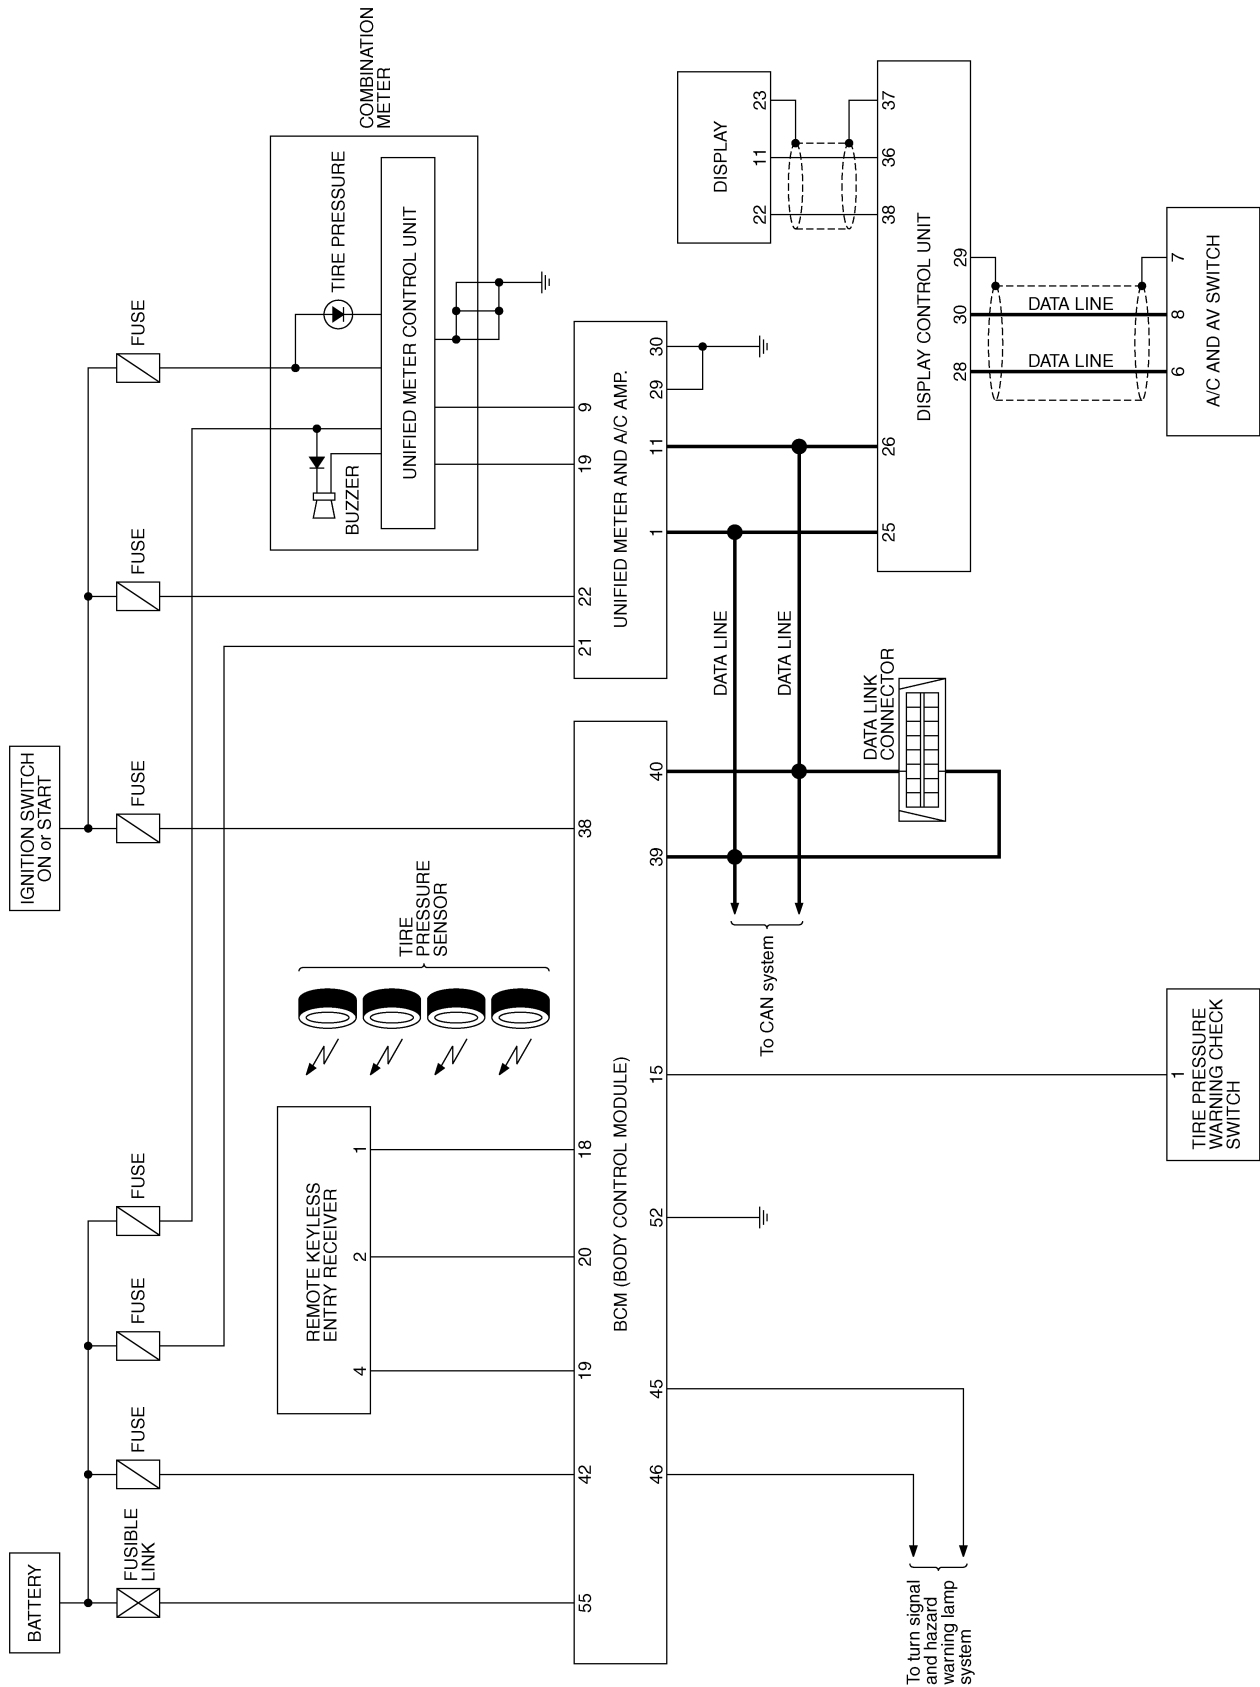 BATTERY
IGNITION SWITCH
ON or START
FUSIBLE
LINK
FUSE
FUSE
FUSE
FUSE
FUSE
FUSE
COMBINATION
METER
TIRE PRESSURE
BUZZER
UNIFIED METER CONTROL UNIT
REMOTE KEYLESS
ENTRY RECEIVER
4
2
1
TIRE
PRESSURE
SENSOR
55
42
19
20
18
38
BCM (BODY CONTROL MODULE)
46
45
52
15
39
40
21
22
19
9
UNIFIED METER AND A/C AMP.
1
11
29
30
DISPLAY
22
11
23
DATA LINE
DATA LINE
To CAN system
DATA LINK
CONNECTOR
25
26
38
36
37
DISPLAY CONTROL UNIT
28
30
29
DATA LINE
DATA LINE
To turn signal
and hazard
warning lamp
system
1
TIRE PRESSURE
WARNING CHECK
SWITCH
6
8
7
A/C AND AV SWITCH